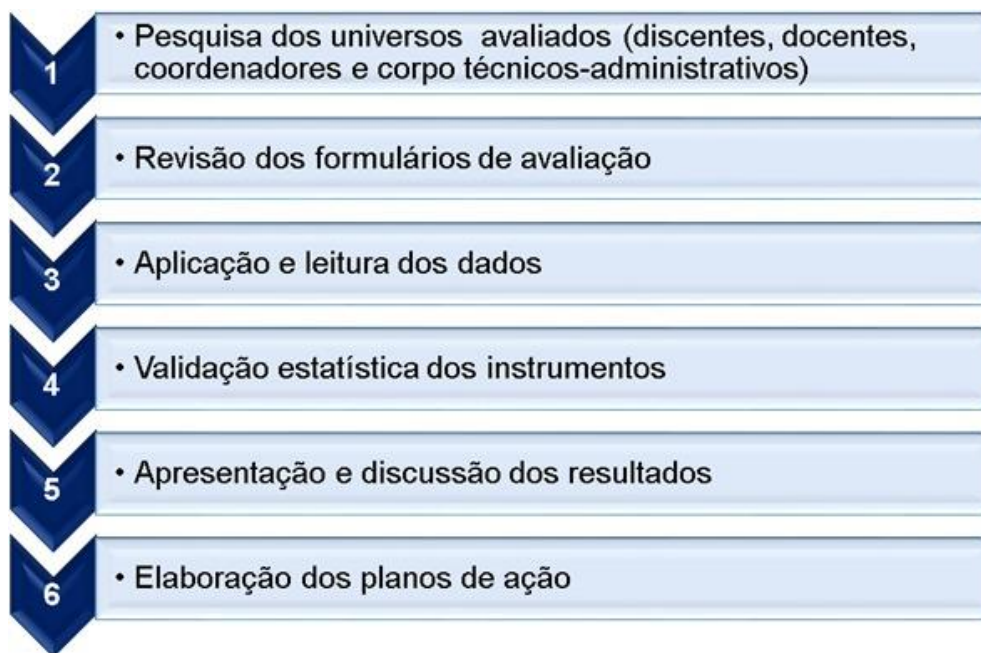 1
• Pesquisa dos universos avaliados (discentes, docentes,
coordenadores e corpo técnicos-administrativos)
2
• Revisão dos formulários de avaliação
3
• Aplicação e leitura dos dados
4
• Validação estatística dos instrumentos
5
• Apresentação e discussão dos resultados
6
• Elaboração dos planos de ação